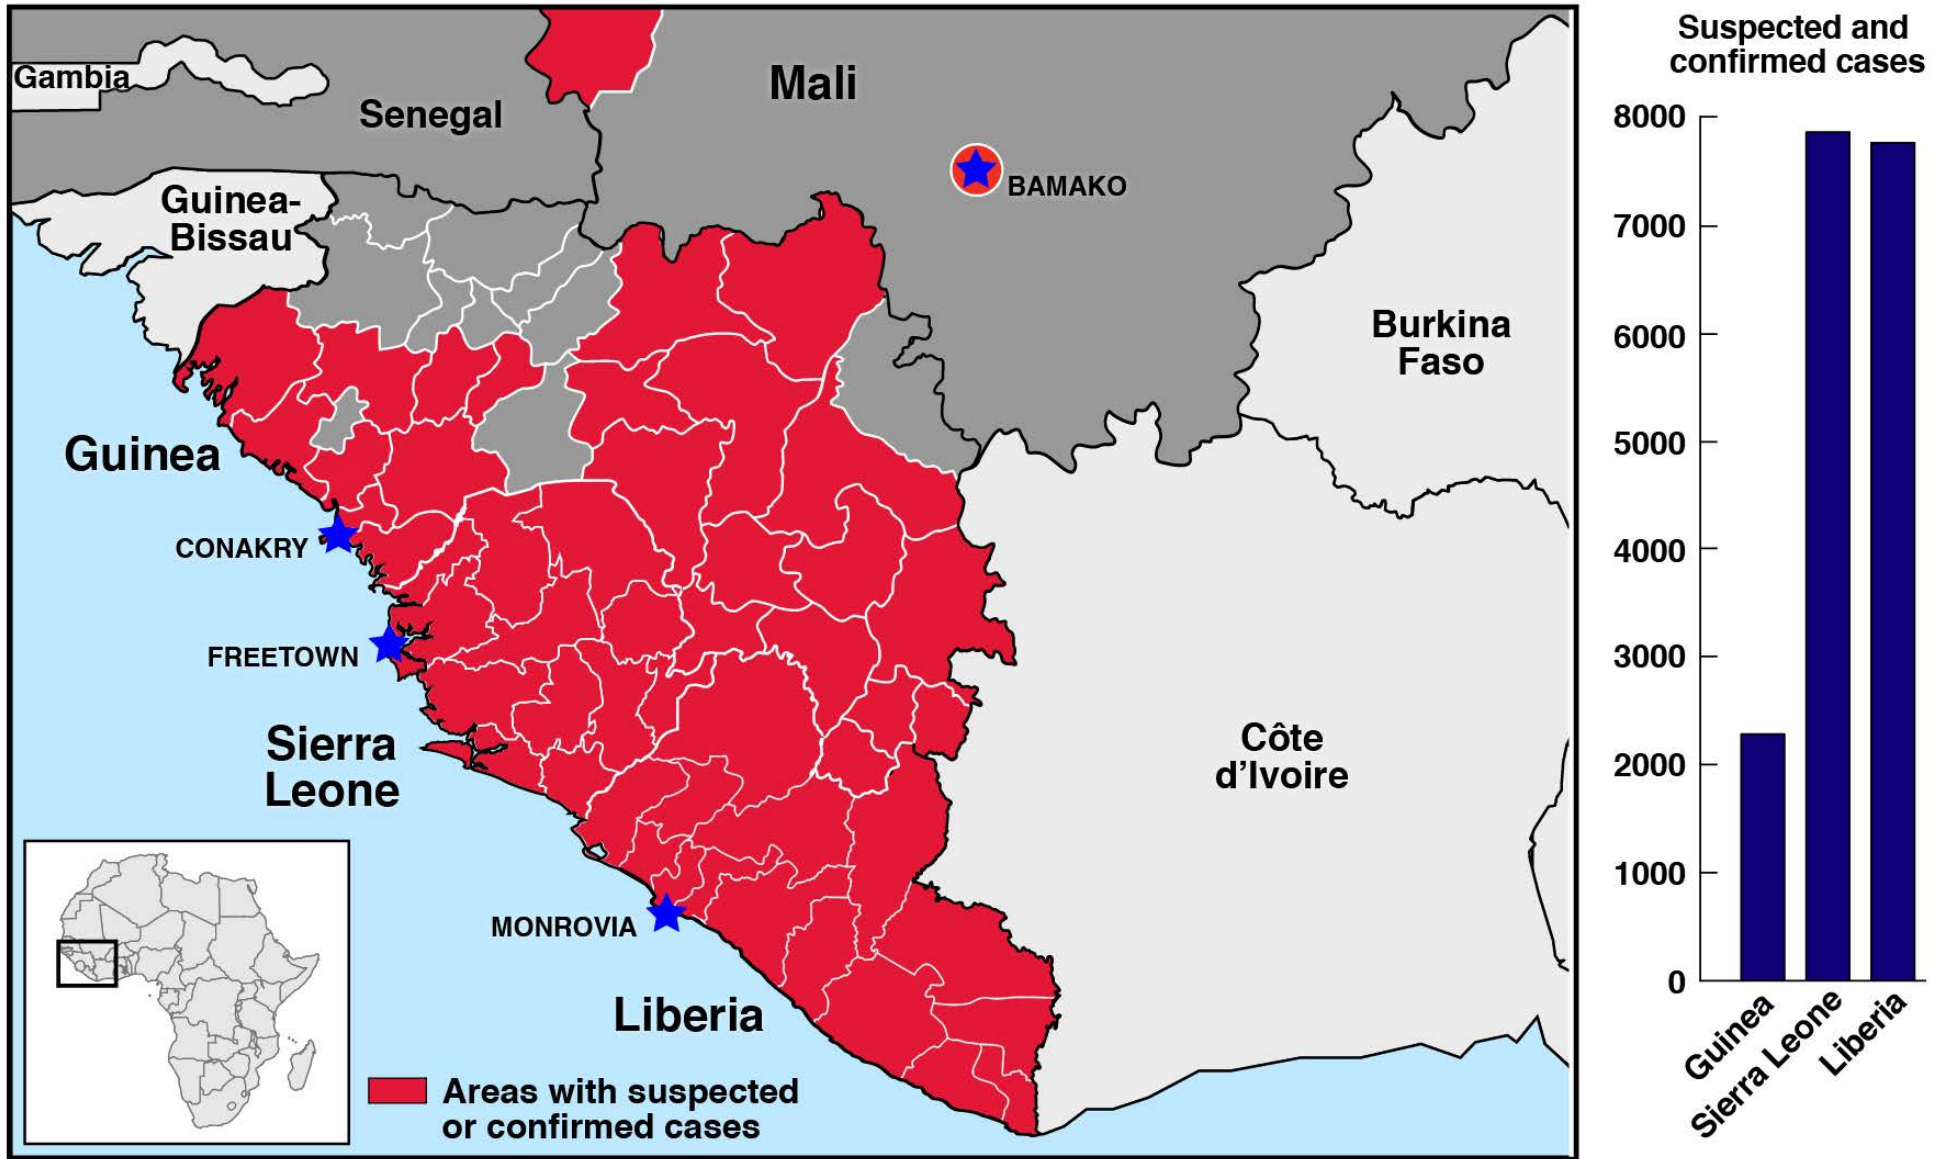 Gambia
Senegal
Mali
BAMAKO
Guinea-
Bissau
Burkina
Faso
Guinea
CONAKRY
FREETOWN
Sierra
Leone
Côte
d’Ivoire
MONROVIA
Liberia
Areas with suspected
or confirmed cases
Suspected and
confirmed cases
8000
7000
6000
5000
4000
3000
2000
1000
0
Guinea
Sierra Leone
Liberia